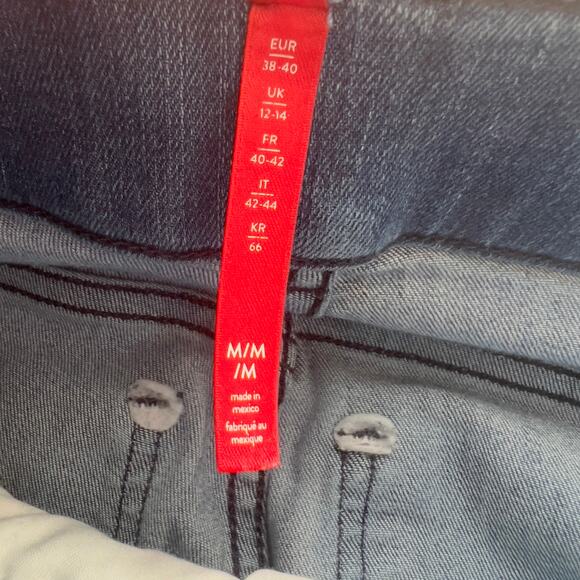 EUR
38-40
UK
12-14
FR
40-42
IT
42-44
KR
66
M/M
/M
made in
mexico
fabriqué au
mexique